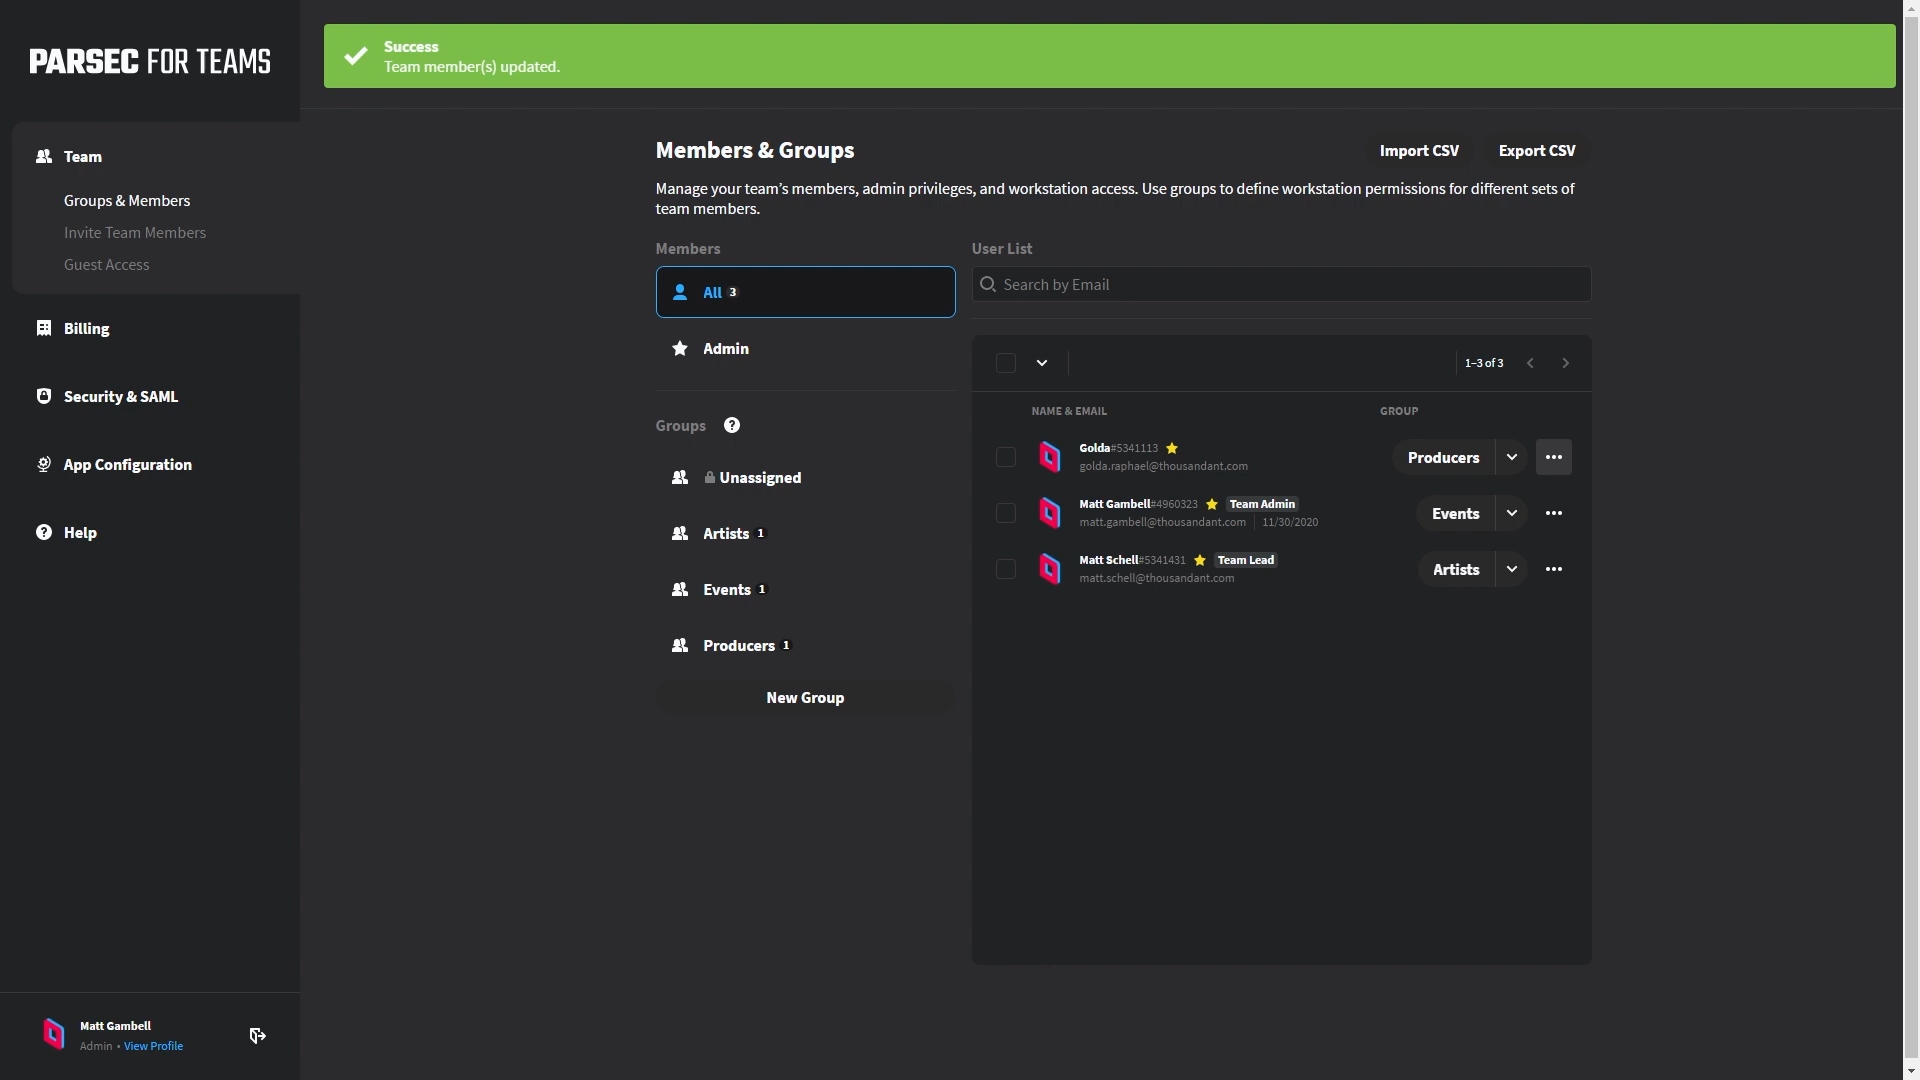 PARSEC FOR TEAMS
Success
Team member(s) updated.
Team
Groups & Members
Invite Team Members
Guest Access
Billing
Security & SAML
App Configuration
Help
Members & Groups
Import CSV
Export CSV
Manage your team's members, admin privileges, and workstation access. Use groups to define workstation permissions for different sets of
team members.
Members
All 3
Admin
Groups ?
Unassigned
Artists 1
Events 1
Producers 1
New Group
User List
Search by Email
1–3 of 3
NAME & EMAIL
GROUP
Golda#5341113
golda.raphael@thousandant.com
Producers
Matt Gambell#4960323 Team Admin
matt.gambell@thousandant.com 11/30/2020
Events
Matt Schell#5341431 Team Lead
matt.schell@thousandant.com
Artists
Matt Gambell
Admin • View Profile